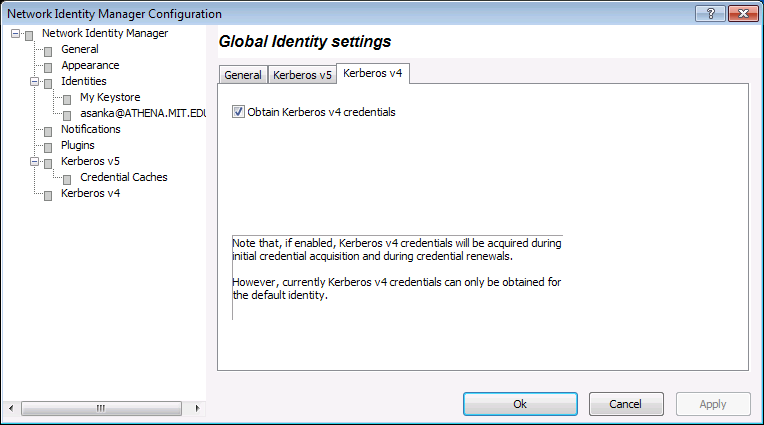 Network Identity Manager Configuration
Network Identity Manager
General
Appearance
Identities
My Keystore
asanka@ATHENA.MIT.EDU
Notifications
Plugins
Kerberos v5
Credential Caches
Kerberos v4
Global Identity settings
General
Kerberos v5
Kerberos v4
Obtain Kerberos v4 credentials
Note that, if enabled, Kerberos v4 credentials will be acquired during
initial credential acquisition and during credential renewals.
However, currently Kerberos v4 credentials can only be obtained for
the default identity.
Ok
Cancel
Apply